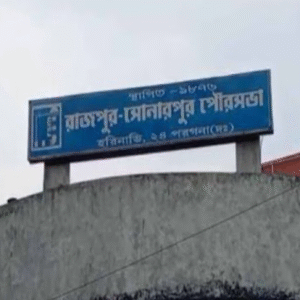 স্থাপিত - ১৮৭৬
রাজপুর-সোনারপুর পৌরসভা
হরিনাভি, ২৪ পরগনা(দঃ)